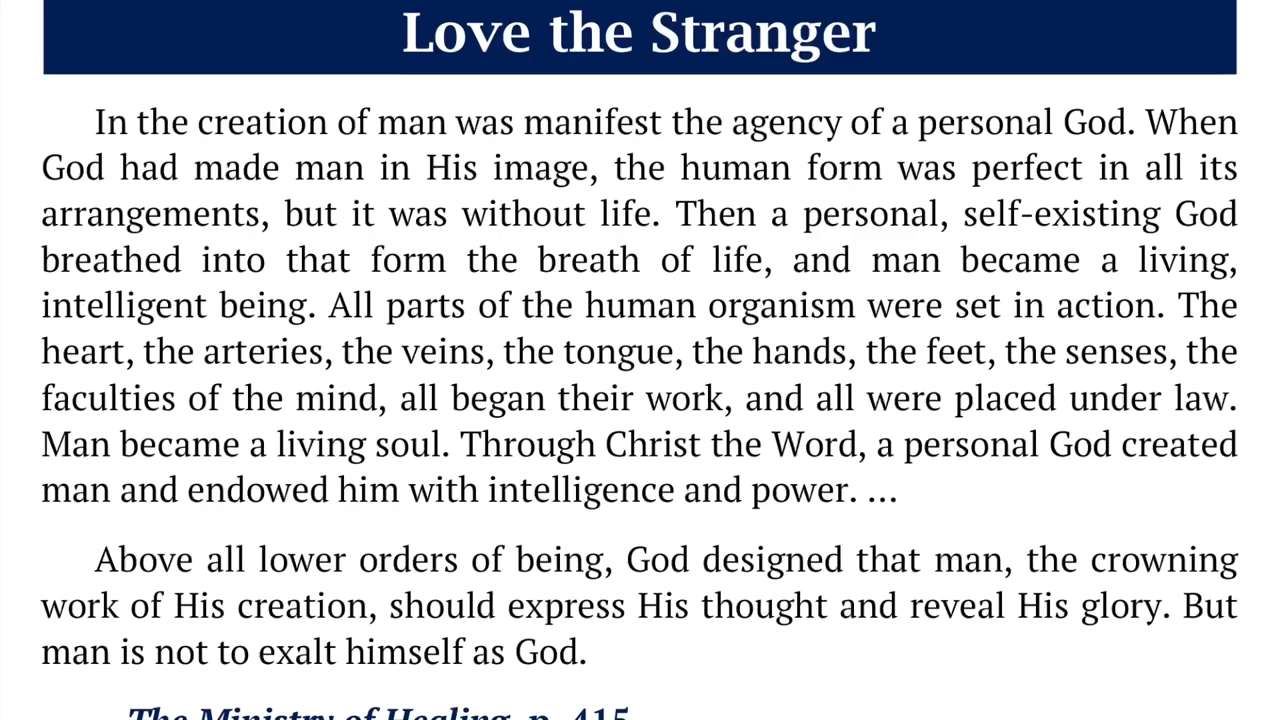 Love the Stranger
In the creation of man was manifest the agency of a personal God. When
God had made man in His image, the human form was perfect in all its
arrangements, but it was without life. Then a personal, self-existing God
breathed into that form the breath of life, and man became a living,
intelligent being. All parts of the human organism were set in action. The
heart, the arteries, the veins, the tongue, the hands, the feet, the senses, the
faculties of the mind, all began their work, and all were placed under law.
Man became a living soul. Through Christ the Word, a personal God created
man and endowed him with intelligence and power. ...
Above all lower orders of being, God designed that man, the crowning
work of His creation, should express His thought and reveal His glory. But
man is not to exalt himself as God.
The Ministry of Healing, p. 415